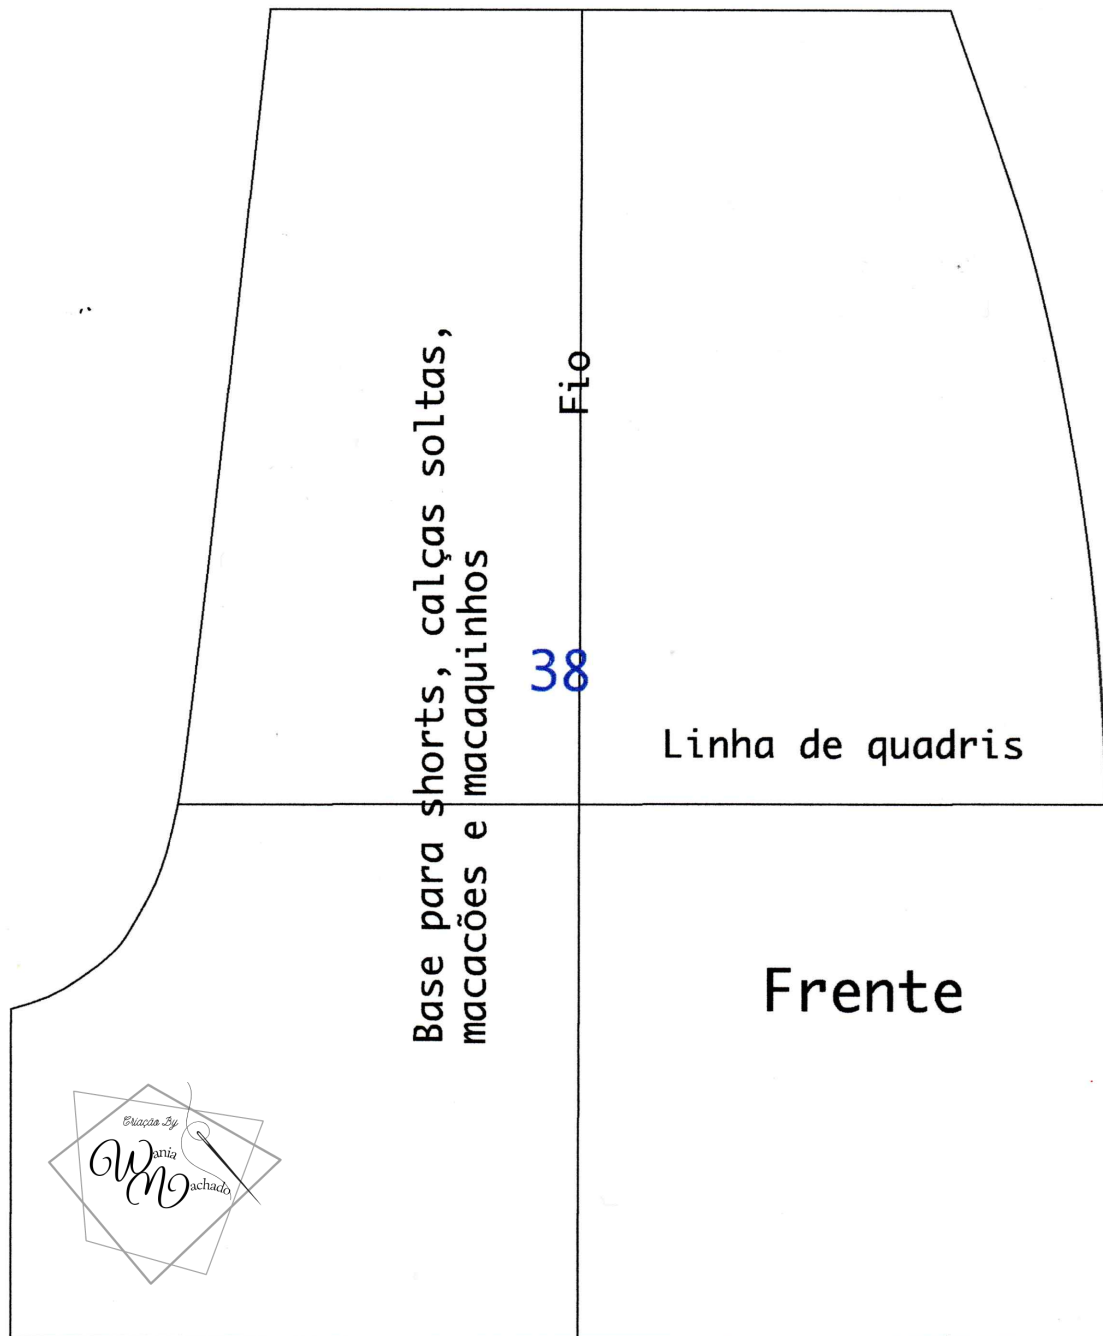 Fio
Base para shorts, calças soltas,
macacões e macaquinhos
38
Linha de quadris
Frente
Criação By
Wania
Machado